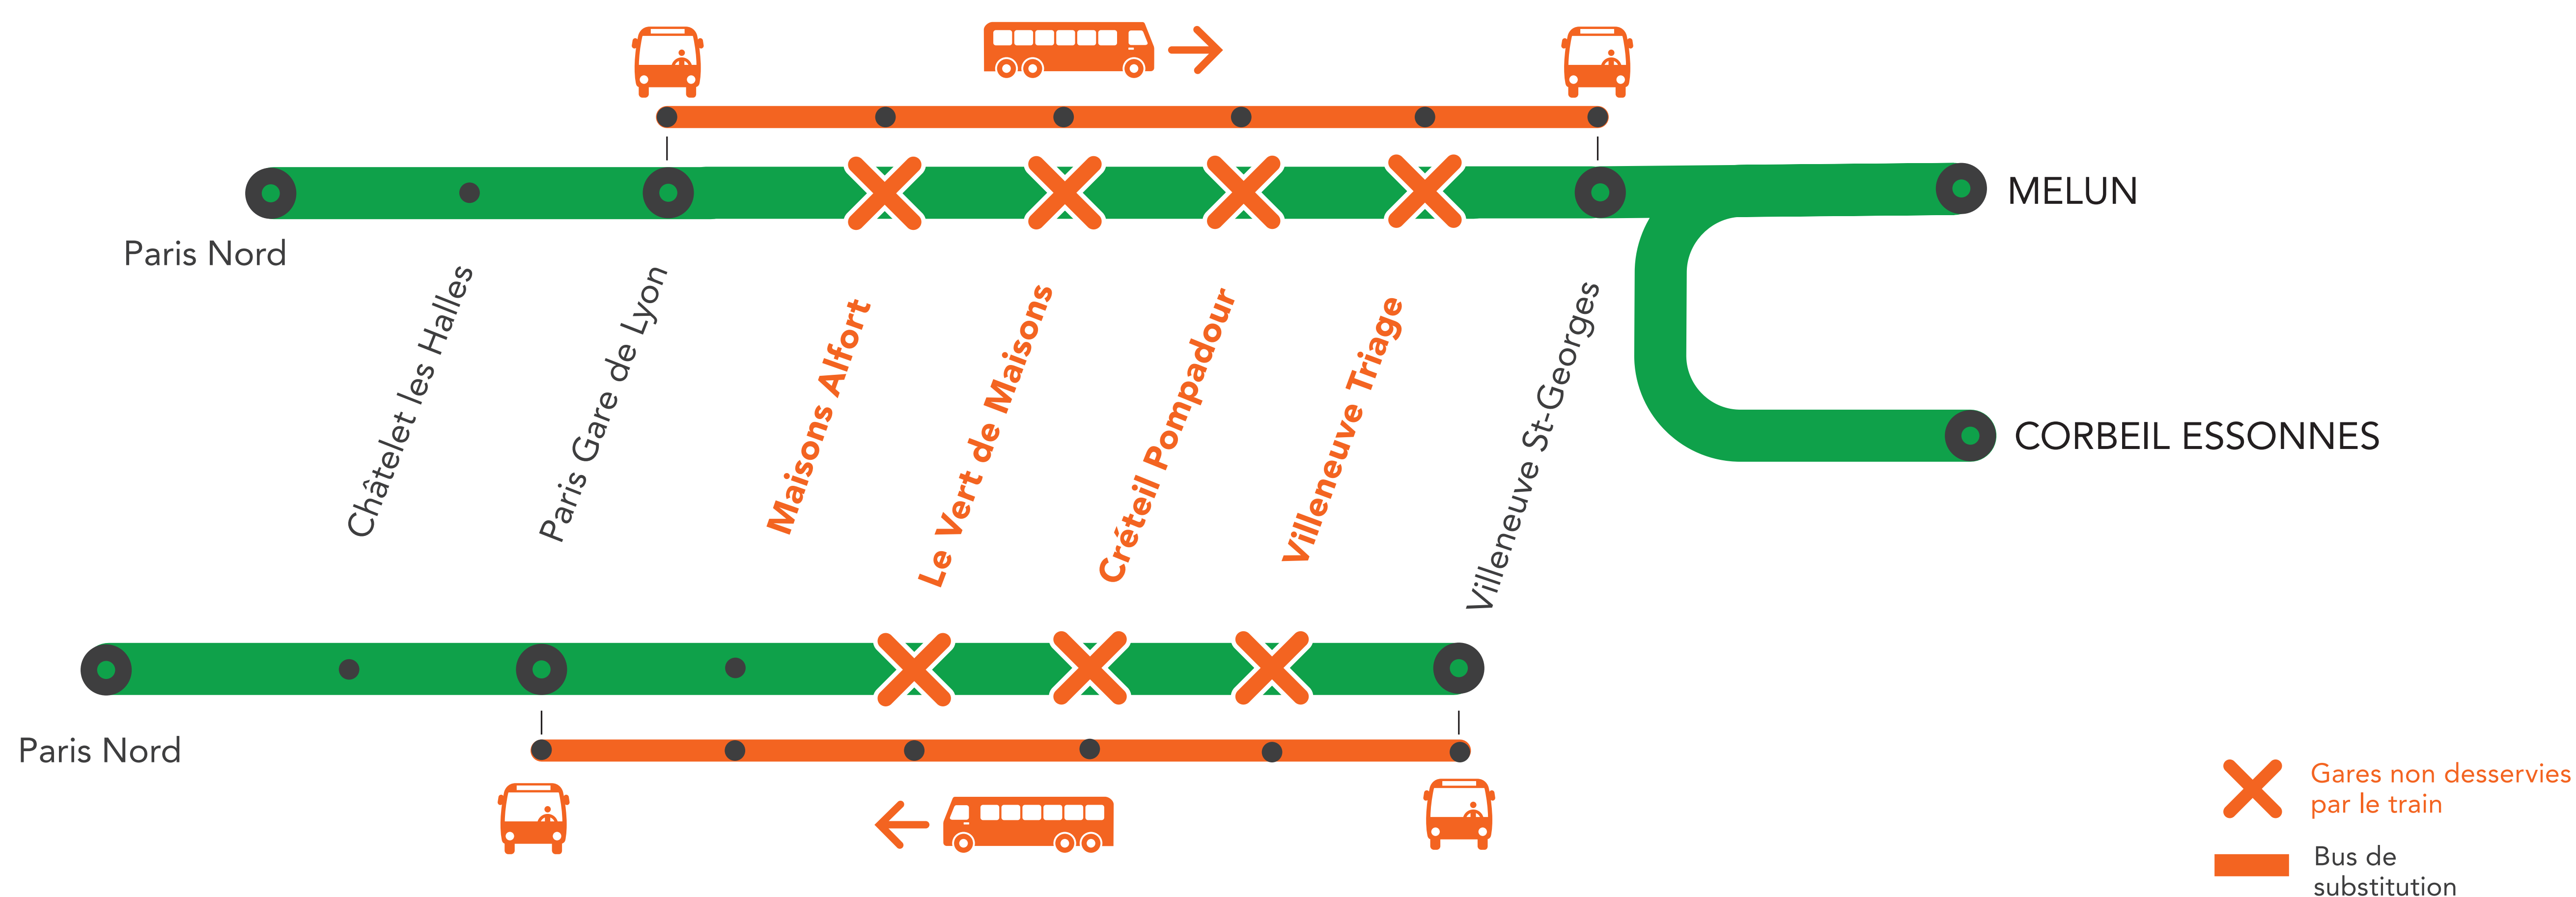 MELUN
Paris Nord
Châtelet les Halles
Paris Gare de Lyon
Maisons Alfort
Le Vert de Maisons
Créteil Pompadour
Villeneuve Triage
Villeneuve St-Georges
CORBEIL ESSONNES
Paris Nord
Gares non desservies
par le train
Bus de
substitution